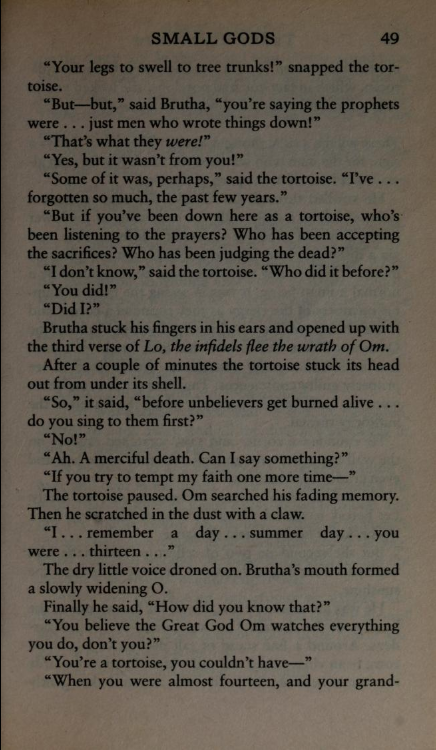 SMALL GODS 49
“Your legs to swell to tree trunks!” snapped the tor-
toise.
“But—but,” said Brutha, “you’re saying the prophets
were . . . just men who wrote things down!”
“That’s what they were!”
“Yes, but it wasn’t from you!”
“Some of it was, perhaps,” said the tortoise. “I’ve . . .
forgotten so much, the past few years.”
“But if you’ve been down here as a tortoise, who’s
been listening to the prayers? Who has been accepting
the sacrifices? Who has been judging the dead?”
“I don’t know,” said the tortoise. “Who did it before?”
“You did!”
“Did I?”
Brutha stuck his fingers in his ears and opened up with
the third verse of Lo, the infidels flee the wrath of Om.
After a couple of minutes the tortoise stuck its head
out from under its shell.
“So,” it said, “before unbelievers get burned alive . . .
do you sing to them first?”
“No!”
“Ah. A merciful death. Can I say something?”
“If you try to tempt my faith one more time—”
The tortoise paused. Om searched his fading memory.
Then he scratched in the dust with a claw.
“I . . . remember a day . . . summer day . . . you
were . . . thirteen . . .”
The dry little voice droned on. Brutha’s mouth formed
a slowly widening O.
Finally he said, “How did you know that?”
“You believe the Great God Om watches everything
you do, don’t you?”
“You’re a tortoise, you couldn’t have—”
“When you were almost fourteen, and your grand-